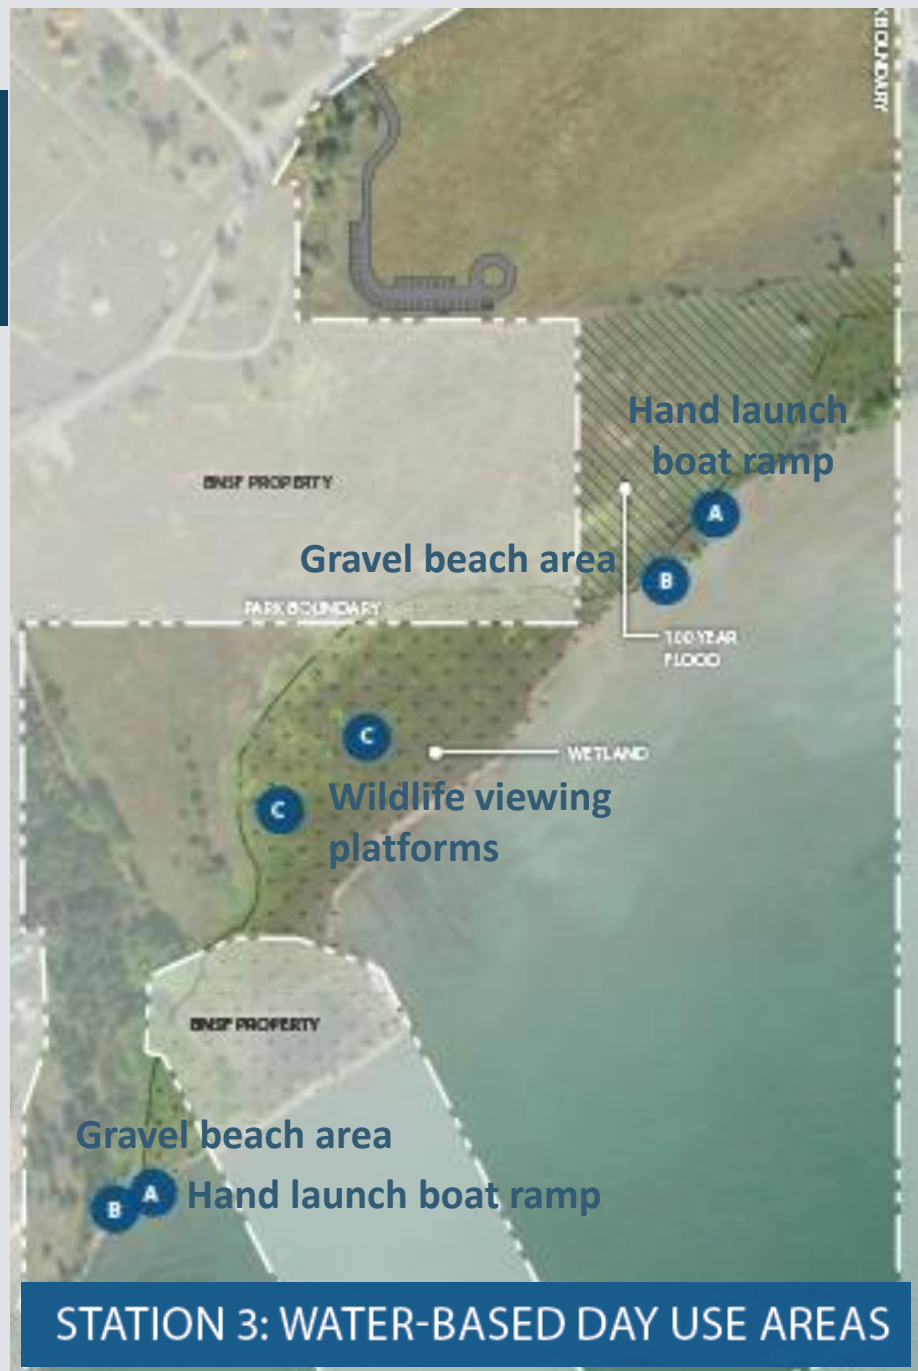 K BOUNDARY
Hand launch
boat ramp
BNSF PROPERTY
A
Gravel beach area
B
PARK BOUNDARY
100 YEAR
FLOOD
C
WETLAND
C
Wildlife viewing
platforms
BNSF PROPERTY
Gravel beach area
A
Hand launch boat ramp
B
STATION 3: WATER-BASED DAY USE AREAS